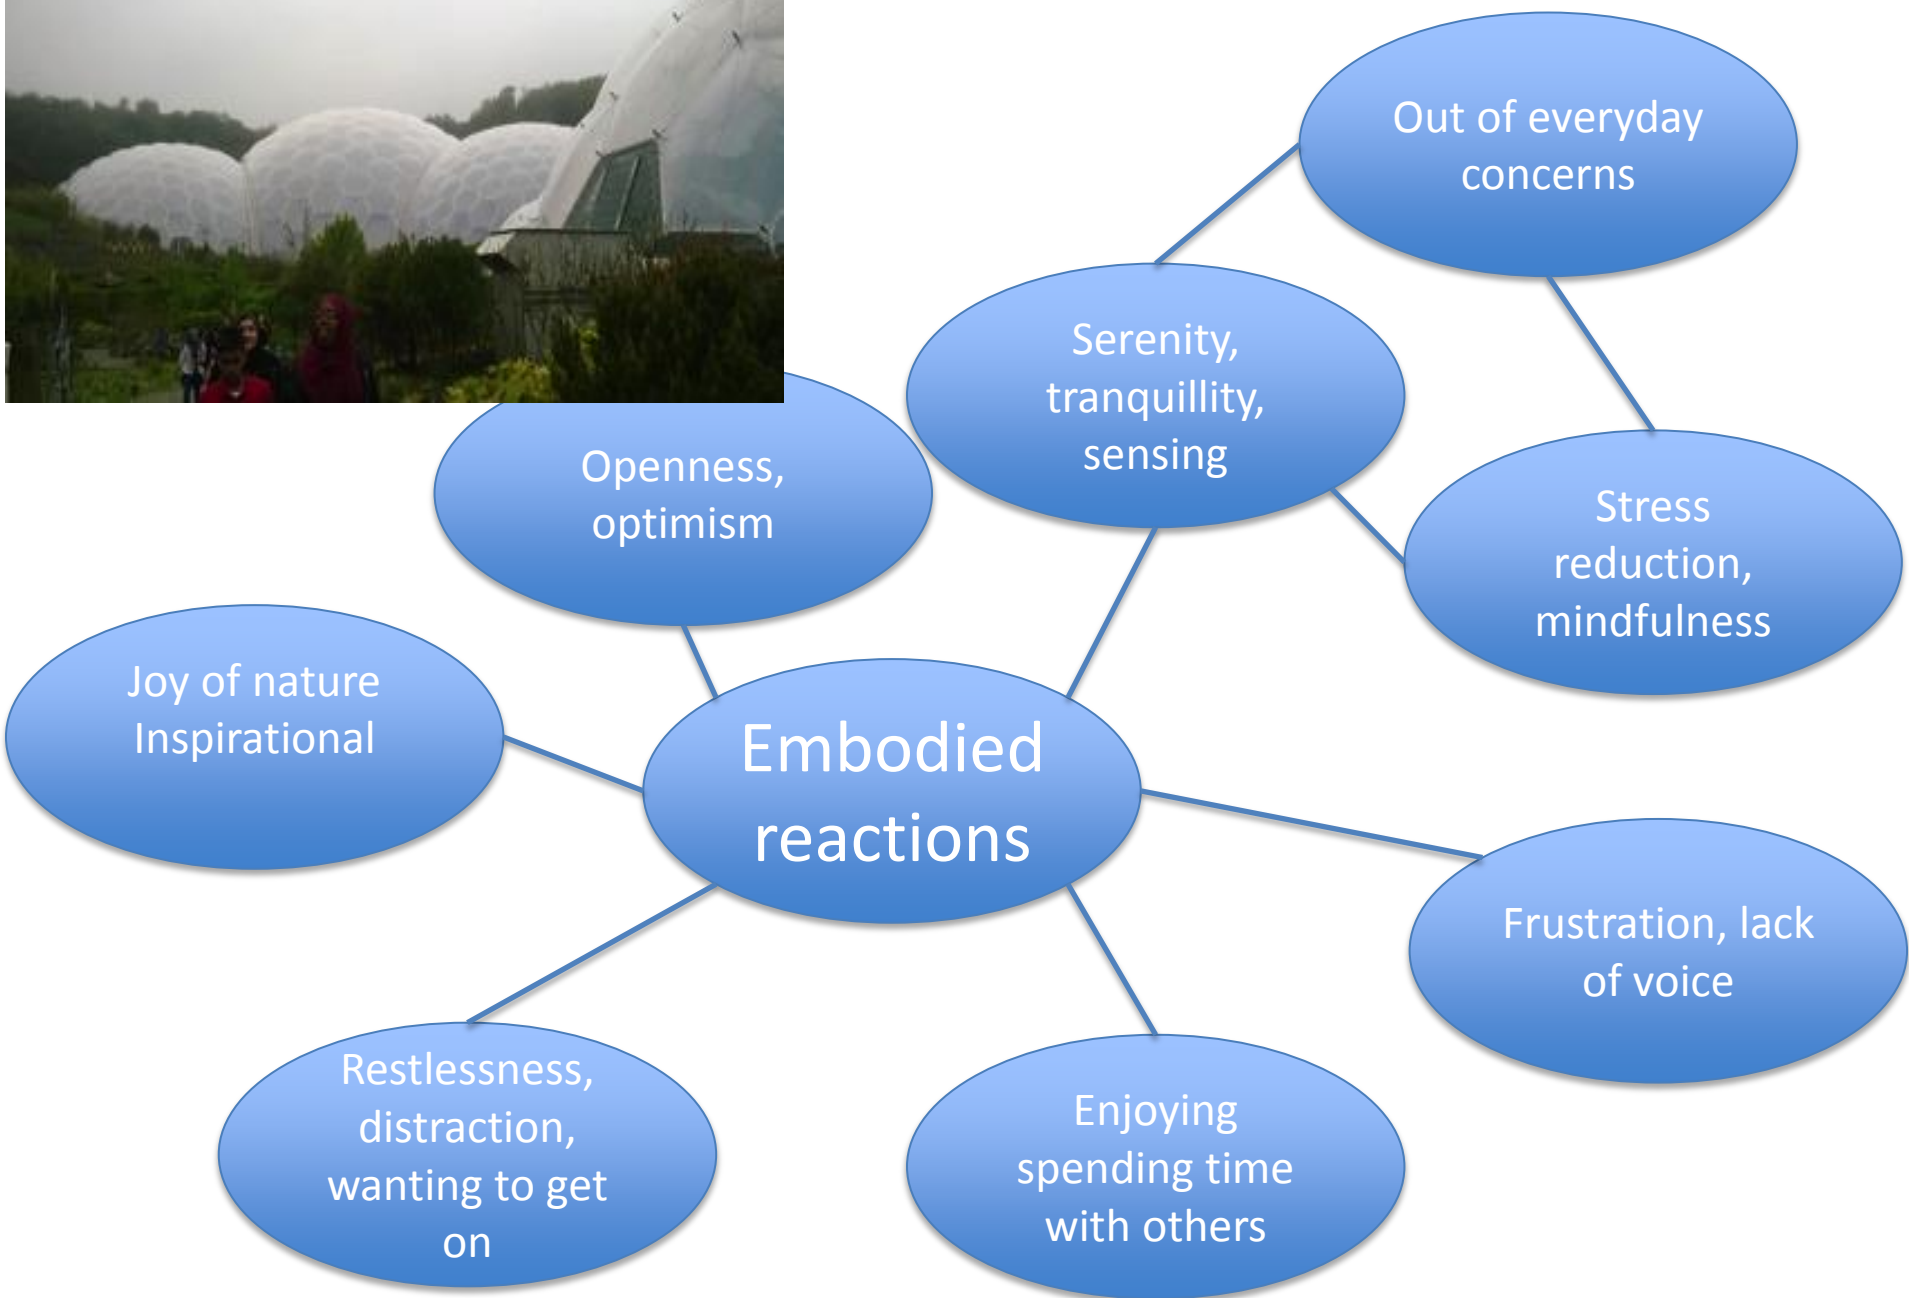 Out of everyday
concerns
Serenity,
tranquillity,
sensing
Openness,
optimism
Stress
reduction,
mindfulness
Joy of nature
Inspirational
Embodied
reactions
Frustration, lack
of voice
Restlessness,
distraction,
wanting to get
on
Enjoying
spending time
with others